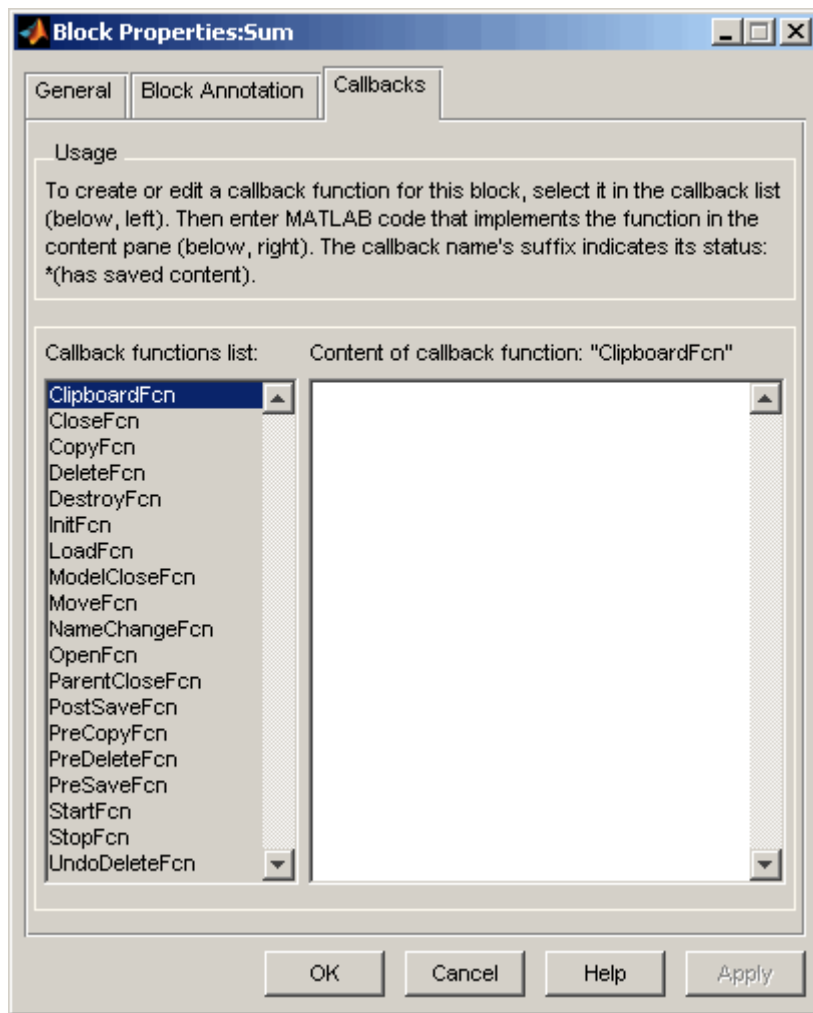 Block Properties:Sum
General
Block Annotation
Callbacks
Usage
To create or edit a callback function for this block, select it in the callback list
(below, left). Then enter MATLAB code that implements the function in the
content pane (below, right). The callback name's suffix indicates its status:
*(has saved content).
Callback functions list:
Content of callback function: "ClipboardFcn"
ClipboardFcn
CloseFcn
CopyFcn
DeleteFcn
DestroyFcn
InitFcn
LoadFcn
ModelCloseFcn
MoveFcn
NameChangeFcn
OpenFcn
ParentCloseFcn
PostSaveFcn
PreCopyFcn
PreDeleteFcn
PreSaveFcn
StartFcn
StopFcn
UndoDeleteFcn
OK
Cancel
Help
Apply